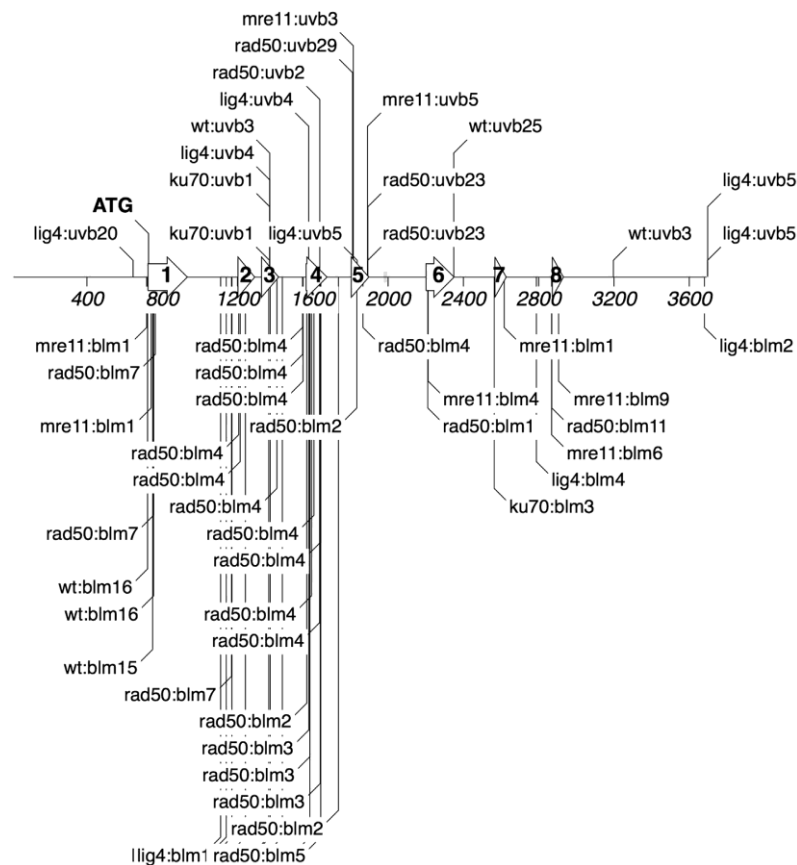 mre11:uvb3
rad50:uvb29
rad50:uvb2
lig4:uvb4 mre11:uvb5
wt:uvb3 wt:uvb25
lig4:uvb4
ku70:uvb1 rad50:uvb23 lig4:uvb5
ATG
lig4:uvb20 ku70:uvb1 lig4:uvb5 rad50:uvb23 wt:uvb3 lig4:uvb5
1 2 3 4 5 6 7 8
400 800 1200 1600 2000 2400 2800 3200 3600
mre11:blm1 rad50:blm4 rad50:blm4 mre11:blm1 lig4:blm2
rad50:blm7 rad50:blm4
rad50:blm4 mre11:blm4 mre11:blm9
mre11:blm1 rad50:blm2 rad50:blm1 rad50:blm11
rad50:blm4 mre11:blm6
rad50:blm4 lig4:blm4
rad50:blm4 ku70:blm3
rad50:blm7 rad50:blm4
rad50:blm4
wt:blm16
wt:blm16 rad50:blm4
rad50:blm4
wt:blm15
rad50:blm7
rad50:blm2
rad50:blm3
rad50:blm3
rad50:blm3
rad50:blm2
lig4:blm1 rad50:blm5